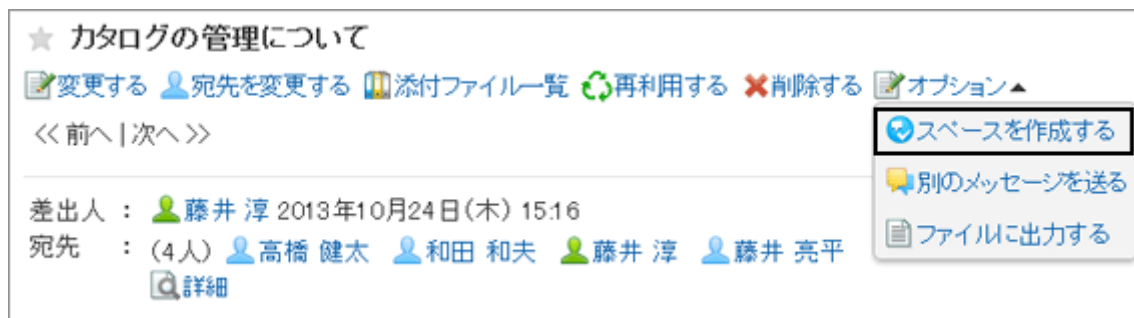 カタログの管理について
変更する 宛先を変更する 添付ファイル一覧 再利用する 削除する オプション▲
<< 前へ | 次へ >>
スペースを作成する
別のメッセージを送る
ファイルに出力する
差出人 : 藤井 淳 2013年10月24日(木) 15:16
宛先 : (4人) 高橋 健太 和田 和夫 藤井 淳 藤井 亮平
詳細